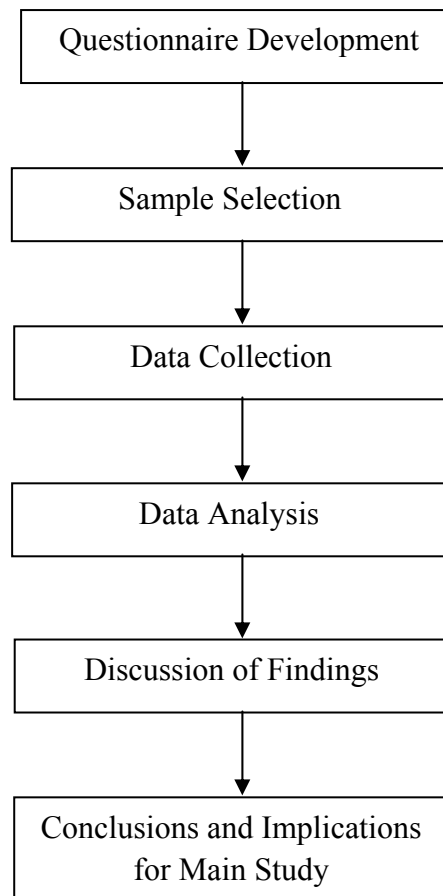 Questionnaire Development
Sample Selection
Data Collection
Data Analysis
Discussion of Findings
Conclusions and Implications
for Main Study